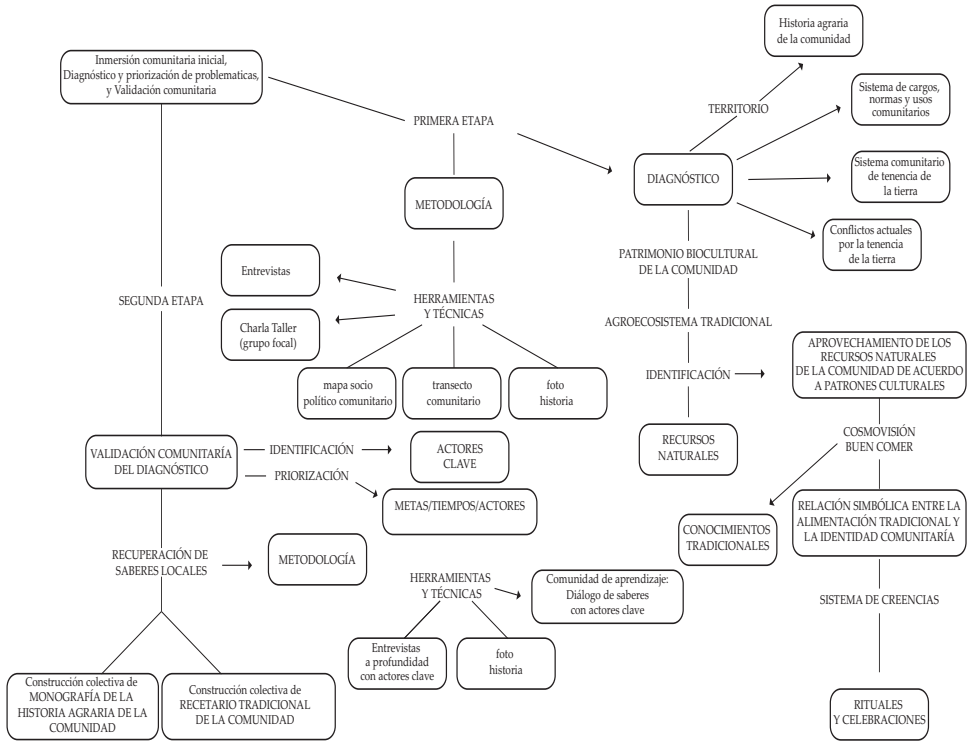 Historia agraria
de la comunidad
Inmersión comunitaria inicial,
Diagnóstico y priorización de problematicas,
y Validación comunitaria
Sistema de cargos,
normas y usos
comunitarios
TERRITORIO
PRIMERA ETAPA
DIAGNÓSTICO
Sistema comunitario
de tenencia de
la tierra
METODOLOGÍA
Conflictos actuales
por la tenencia
de la tierra
PATRIMONIO BIOCULTURAL
DE LA COMUNIDAD
Entrevistas
SEGUNDA ETAPA
HERRAMIENTAS
Y TÉCNICAS
Charla Taller
(grupo focal)
AGROECOSISTEMA TRADICIONAL
APROVECHAMIENTO DE LOS
RECURSOS NATURALES
DE LA COMUNIDAD DE ACUERDO
A PATRONES CULTURALES
IDENTIFICACIÓN
mapa socio
político comunitario
transecto
comunitario
foto
historia
RECURSOS
NATURALES
COSMOVISIÓN
BUEN COMER
VALIDACIÓN COMUNITARÍA
DEL DIAGNÓSTICO
IDENTIFICACIÓN
ACTORES
CLAVE
PRIORIZACIÓN
METAS/TIEMPOS/ACTORES
CONOCIMIENTOS
TRADICIONALES
RELACIÓN SIMBÓLICA ENTRE LA
ALIMENTACIÓN TRADICIONAL Y
LA IDENTIDAD COMUNITARÍA
RECUPERACIÓN DE
SABERES LOCALES
METODOLOGÍA
HERRAMIENTAS
Y TÉCNICAS
Comunidad de aprendizaje:
Diálogo de saberes
con actores clave
SISTEMA DE CREENCIAS
Entrevistas
a profundidad
con actores clave
foto
historia
Construcción colectiva de
MONOGRAFÍA DE LA
HISTORIA AGRARIA DE LA
COMUNIDAD
Construcción colectiva de
RECETARIO TRADICIONAL
DE LA COMUNIDAD
RITUALES
Y CELEBRACIONES